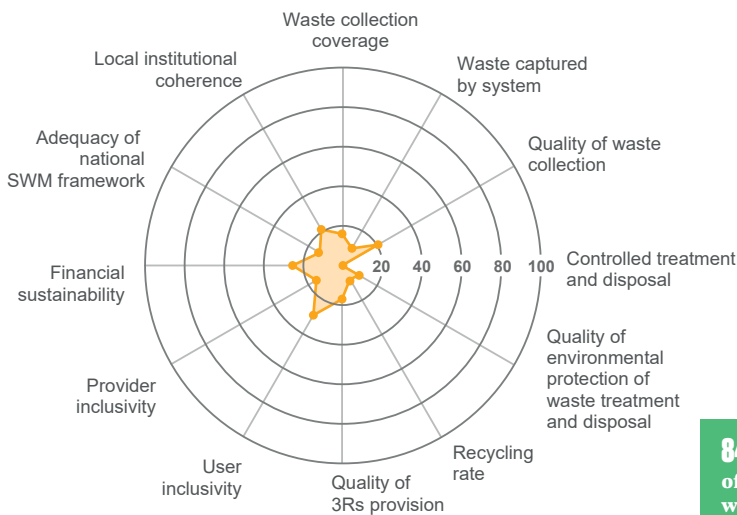 Waste collection
coverage
Waste captured
by system
Quality of waste
collection
Controlled treatment
and disposal
Quality of
environmental
protection of
waste treatment
and disposal
Recycling
rate
Quality of
3Rs provision
User
inclusivity
Provider
inclusivity
Financial
sustainability
Adequacy of
national
SWM framework
Local institutional
coherence
20 40 60 80 100
of